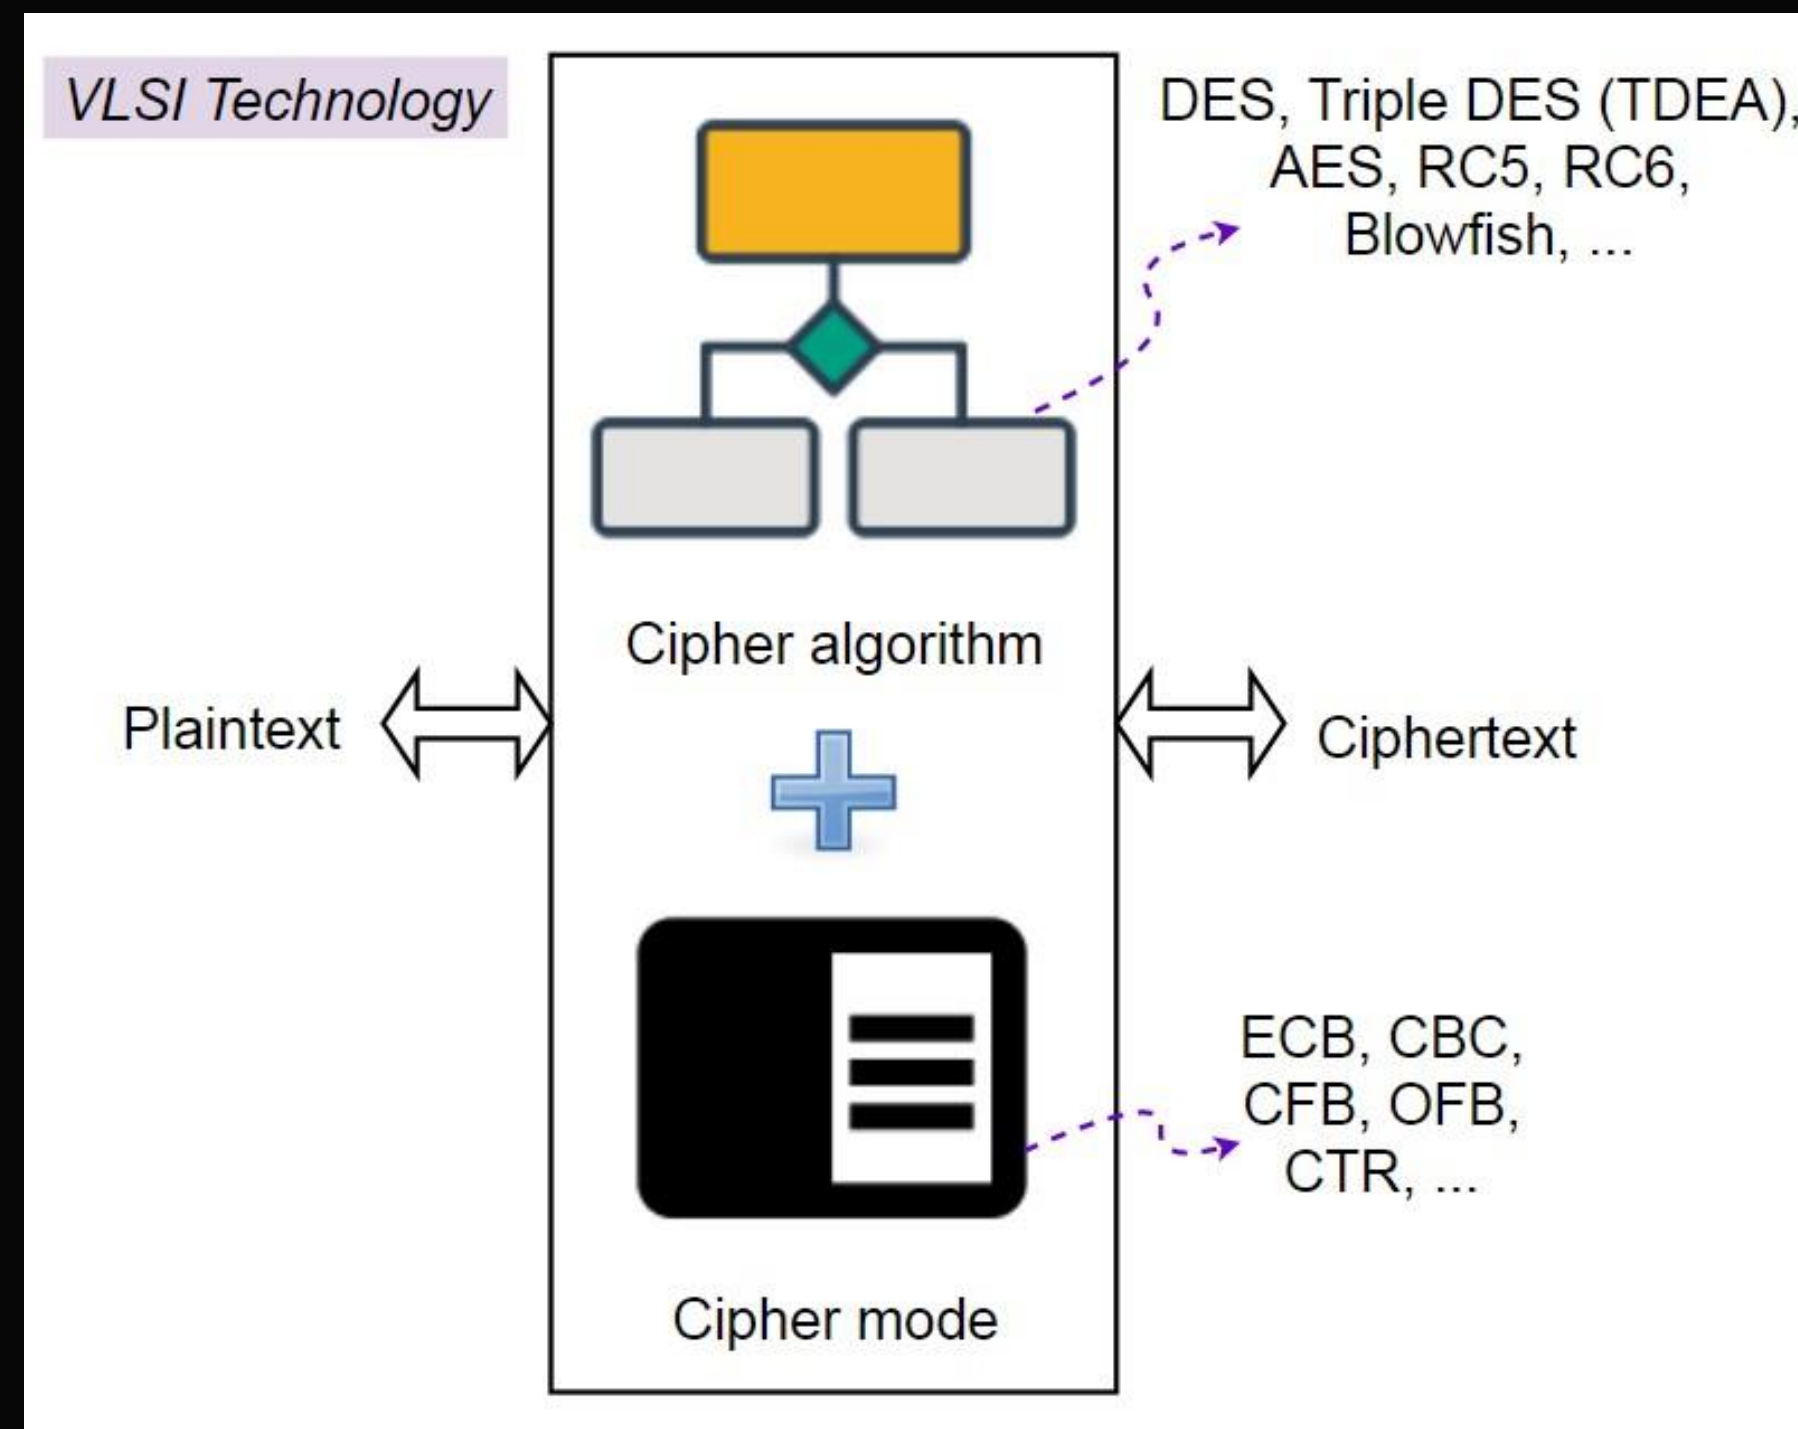 VLSI Technology
DES, Triple DES (TDEA),
AES, RC5, RC6,
Blowfish, ...
Cipher algorithm
Plaintext
Ciphertext
ECB, CBC,
CFB, OFB,
CTR, ...
Cipher mode